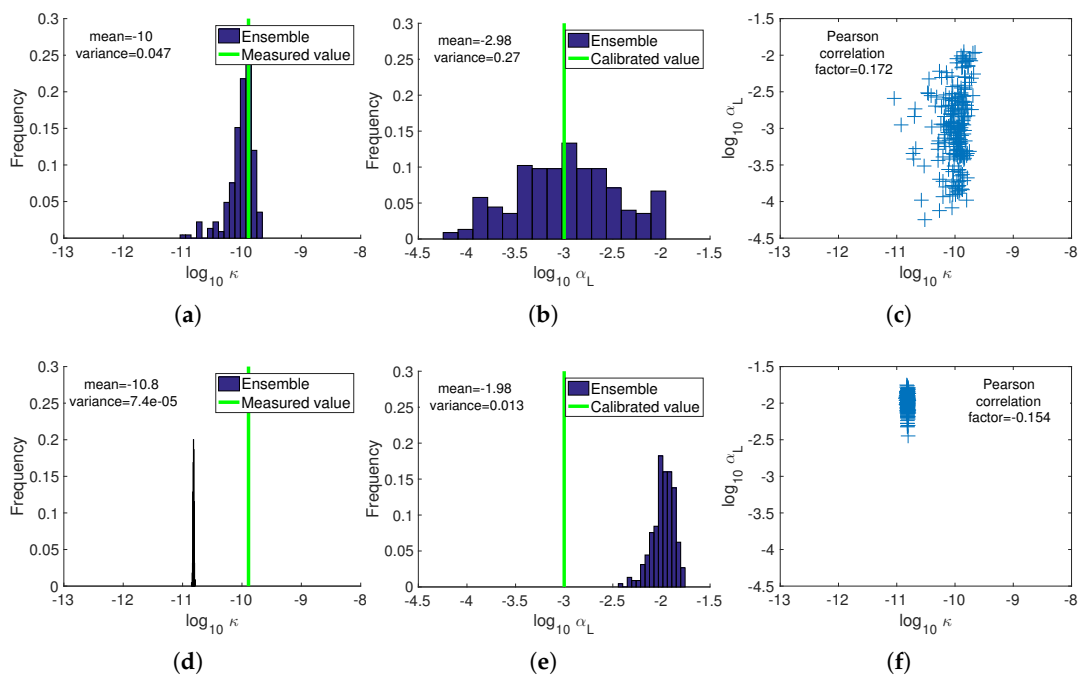 0.3
0.25
0.2
0.15
0.1
0.05
0
Frequency
mean=-10
variance=0.047
Ensemble
Measured value
-13 -12 -11 -10 -9 -8
log10 κ
(a)
0.3
0.25
0.2
0.15
0.1
0.05
0
Frequency
mean=-2.98
variance=0.27
Ensemble
Calibrated value
-4.5 -4 -3.5 -3 -2.5 -2 -1.5
log10 αL
(b)
-1.5
-2
-2.5
-3
-3.5
-4
-4.5
log10 αL
Pearson
correlation
factor=0.172
-13 -12 -11 -10 -9 -8
log10 κ
(c)
0.3
0.25
0.2
0.15
0.1
0.05
0
Frequency
mean=-10.8
variance=7.4e-05
Ensemble
Measured value
-13 -12 -11 -10 -9 -8
log10 κ
(d)
0.3
0.25
0.2
0.15
0.1
0.05
0
Frequency
mean=-1.98
variance=0.013
Ensemble
Calibrated value
-4.5 -4 -3.5 -3 -2.5 -2 -1.5
log10 αL
(e)
-1.5
-2
-2.5
-3
-3.5
-4
-4.5
log10 αL
Pearson
correlation
factor=-0.154
-13 -12 -11 -10 -9 -8
log10 κ
(f)